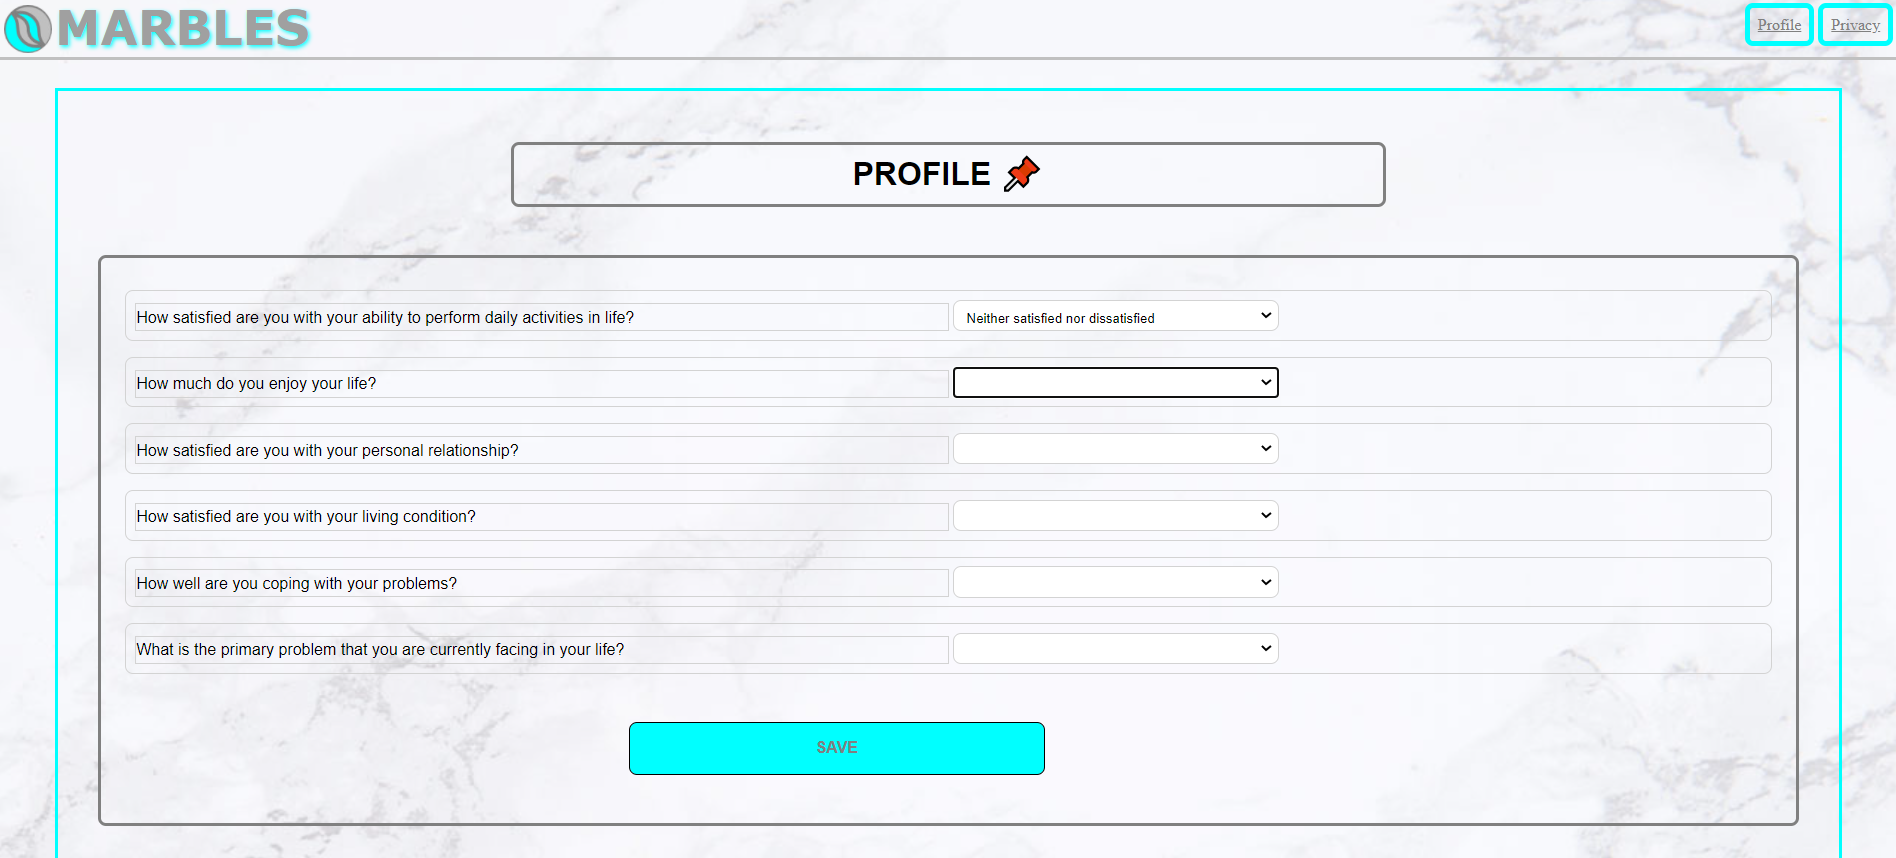 MARBLES
Profile
Privacy
PROFILE
How satisfied are you with your ability to perform daily activities in life?
Neither satisfied nor dissatisfied
How much do you enjoy your life?
How satisfied are you with your personal relationship?
How satisfied are you with your living condition?
How well are you coping with your problems?
What is the primary problem that you are currently facing in your life?
SAVE